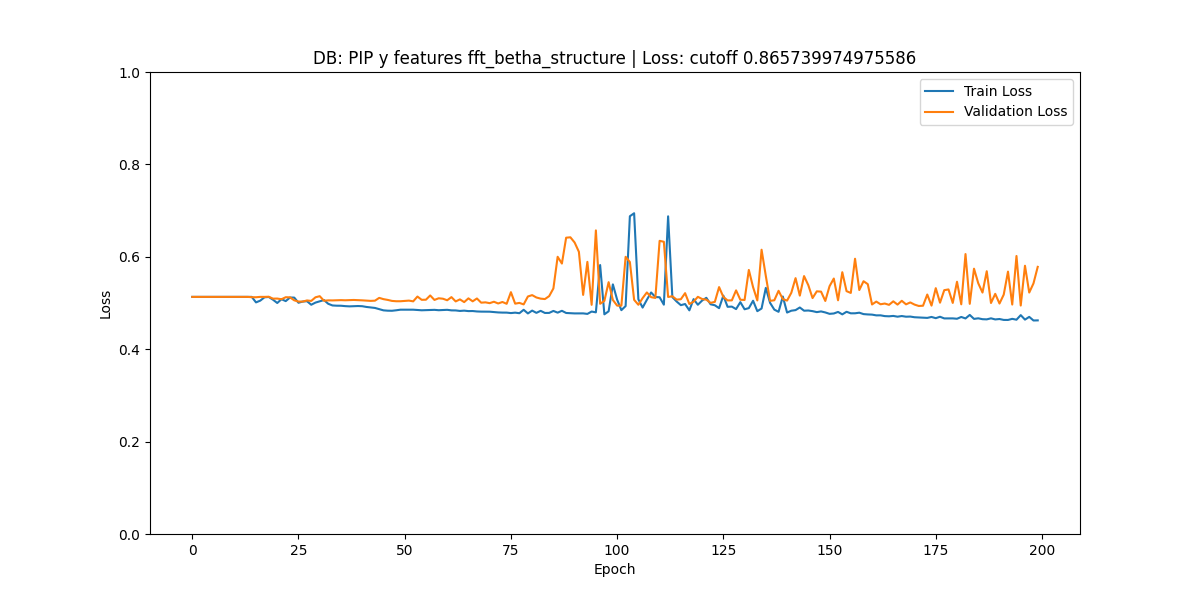 DB: PIP y features fft_betha_structure | Loss: cutoff 0.865739974975586
1.0
0.8
0.6
0.4
0.2
0.0
Loss
Train Loss
Validation Loss
0 25 50 75 100 125 150 175 200
Epoch